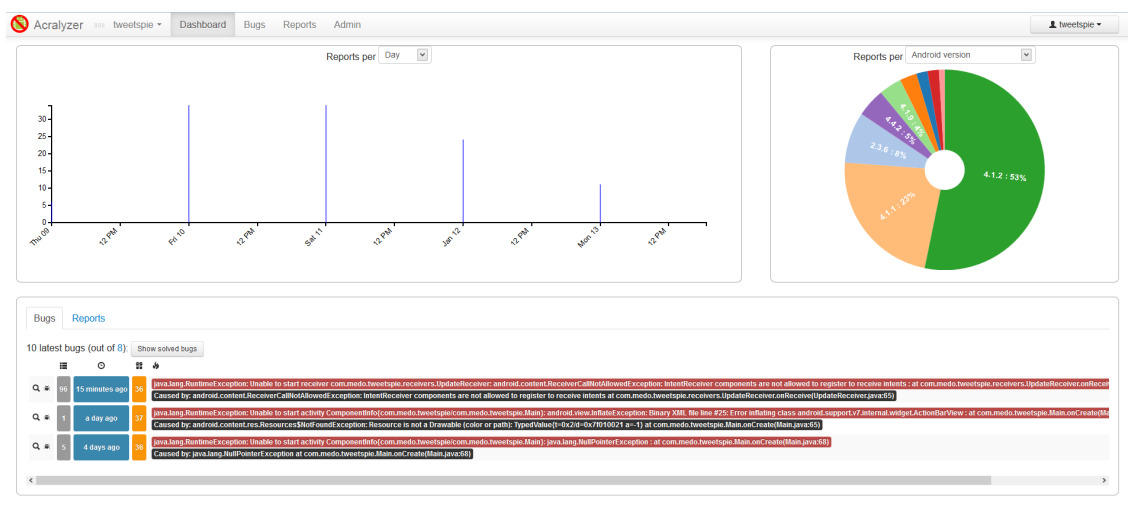 Acralyzer tweetspie Dashboard Bugs Reports Admin tweetspie
Reports per Day
30
25
20
15
10
5
0
Thu 09 12 PM Fri 10 12 PM Sat 11 12 PM Jan 12 12 PM Mon 13 12 PM
Reports per Android version
4.1.2 : 53%
4.1.1 : 23%
2.3.6 : 8%
4.4.2 : 5%
4.1.9 : 4%
Bugs Reports
10 latest bugs (out of 8): Show solved bugs
96 15 minutes ago 36 java.lang.RuntimeException: Unable to start receiver com.medo.tweetspie.receivers.UpdateReceiver: android.content.ReceiverCallNotAllowedException: IntentReceiver components are not allowed to register to receive intents : at com.medo.tweetspie.receivers.UpdateReceiver.onRecei
Caused by: android.content.ReceiverCallNotAllowedException: IntentReceiver components are not allowed to register to receive intents at com.medo.tweetspie.receivers.UpdateReceiver.onReceive(UpdateReceiver.java:65)
1 a day ago 37 java.lang.RuntimeException: Unable to start activity ComponentInfo{com.medo.tweetspie/com.medo.tweetspie.Main}: android.view.InflateException: Binary XML file line #25: Error inflating class android.support.v7.internal.widget.ActionBarView : at com.medo.tweetspie.Main.onCreate(Ma
Caused by: android.content.res.Resources$NotFoundException: Resource is not a Drawable (color or path): TypedValue{t=0x2/d=0x7f010021 a=-1} at com.medo.tweetspie.Main.onCreate(Main.java:65)
5 4 days ago 36 java.lang.RuntimeException: Unable to start activity ComponentInfo{com.medo.tweetspie/com.medo.tweetspie.Main}: java.lang.NullPointerException : at com.medo.tweetspie.Main.onCreate(Main.java:68)
Caused by: java.lang.NullPointerException at com.medo.tweetspie.Main.onCreate(Main.java:68)